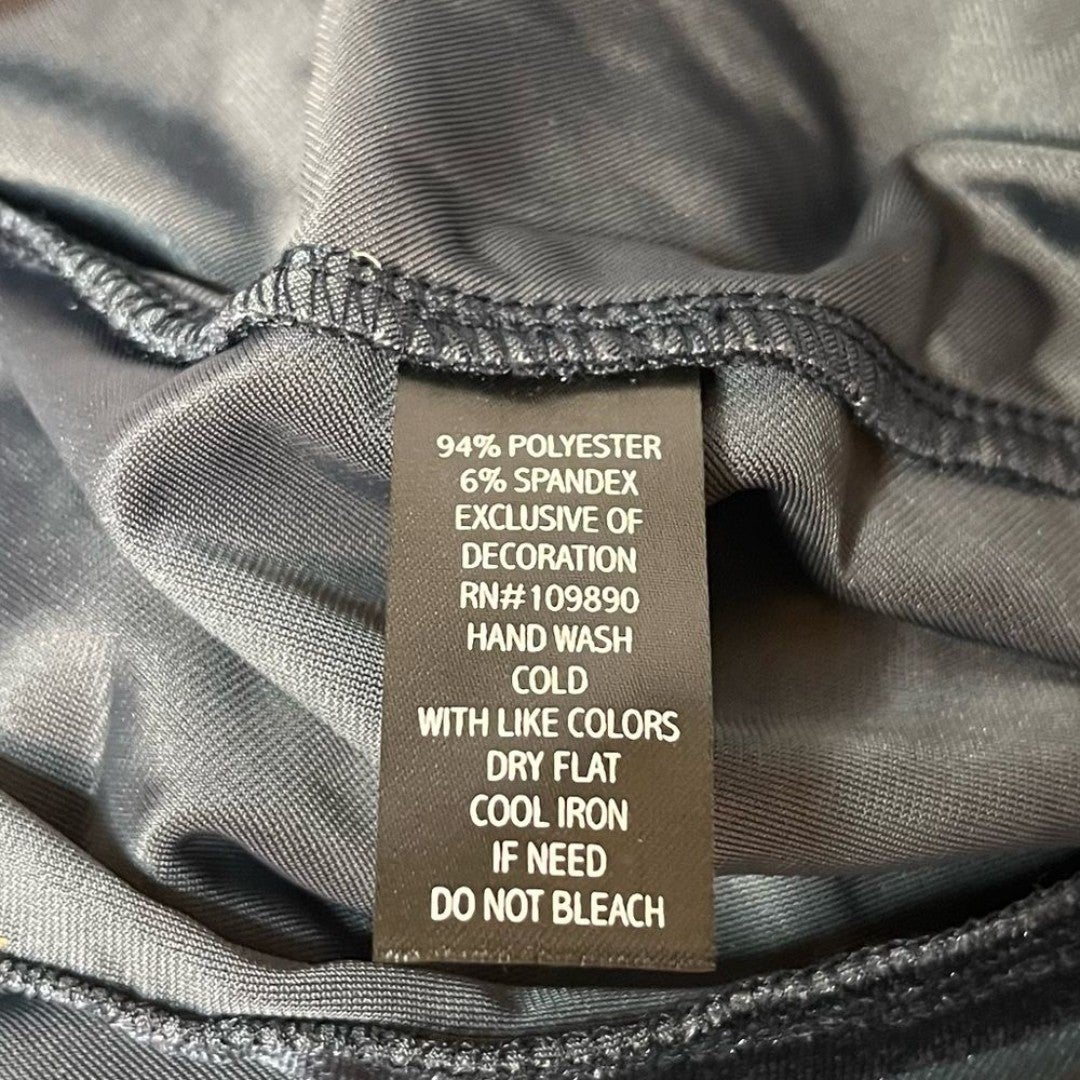 94% POLYESTER
6% SPANDEX
EXCLUSIVE OF
DECORATION
RN#109890
HAND WASH
COLD
WITH LIKE COLORS
DRY FLAT
COOL IRON
IF NEED
DO NOT BLEACH